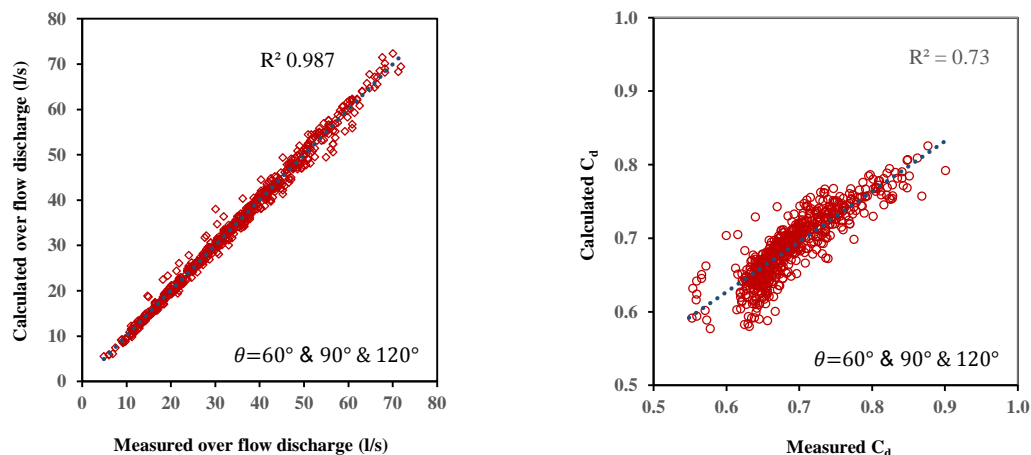 80
70
60
50
40
30
20
10
0
Calculated over flow discharge (l/s)
R² 0.987
θ=60° & 90° & 120°
0 10 20 30 40 50 60 70 80
Measured over flow discharge (l/s)
1.0
0.9
0.8
0.7
0.6
0.5
Calculated C_d
R² = 0.73
θ=60° & 90° & 120°
0.5 0.6 0.7 0.8 0.9 1.0
Measured C_d